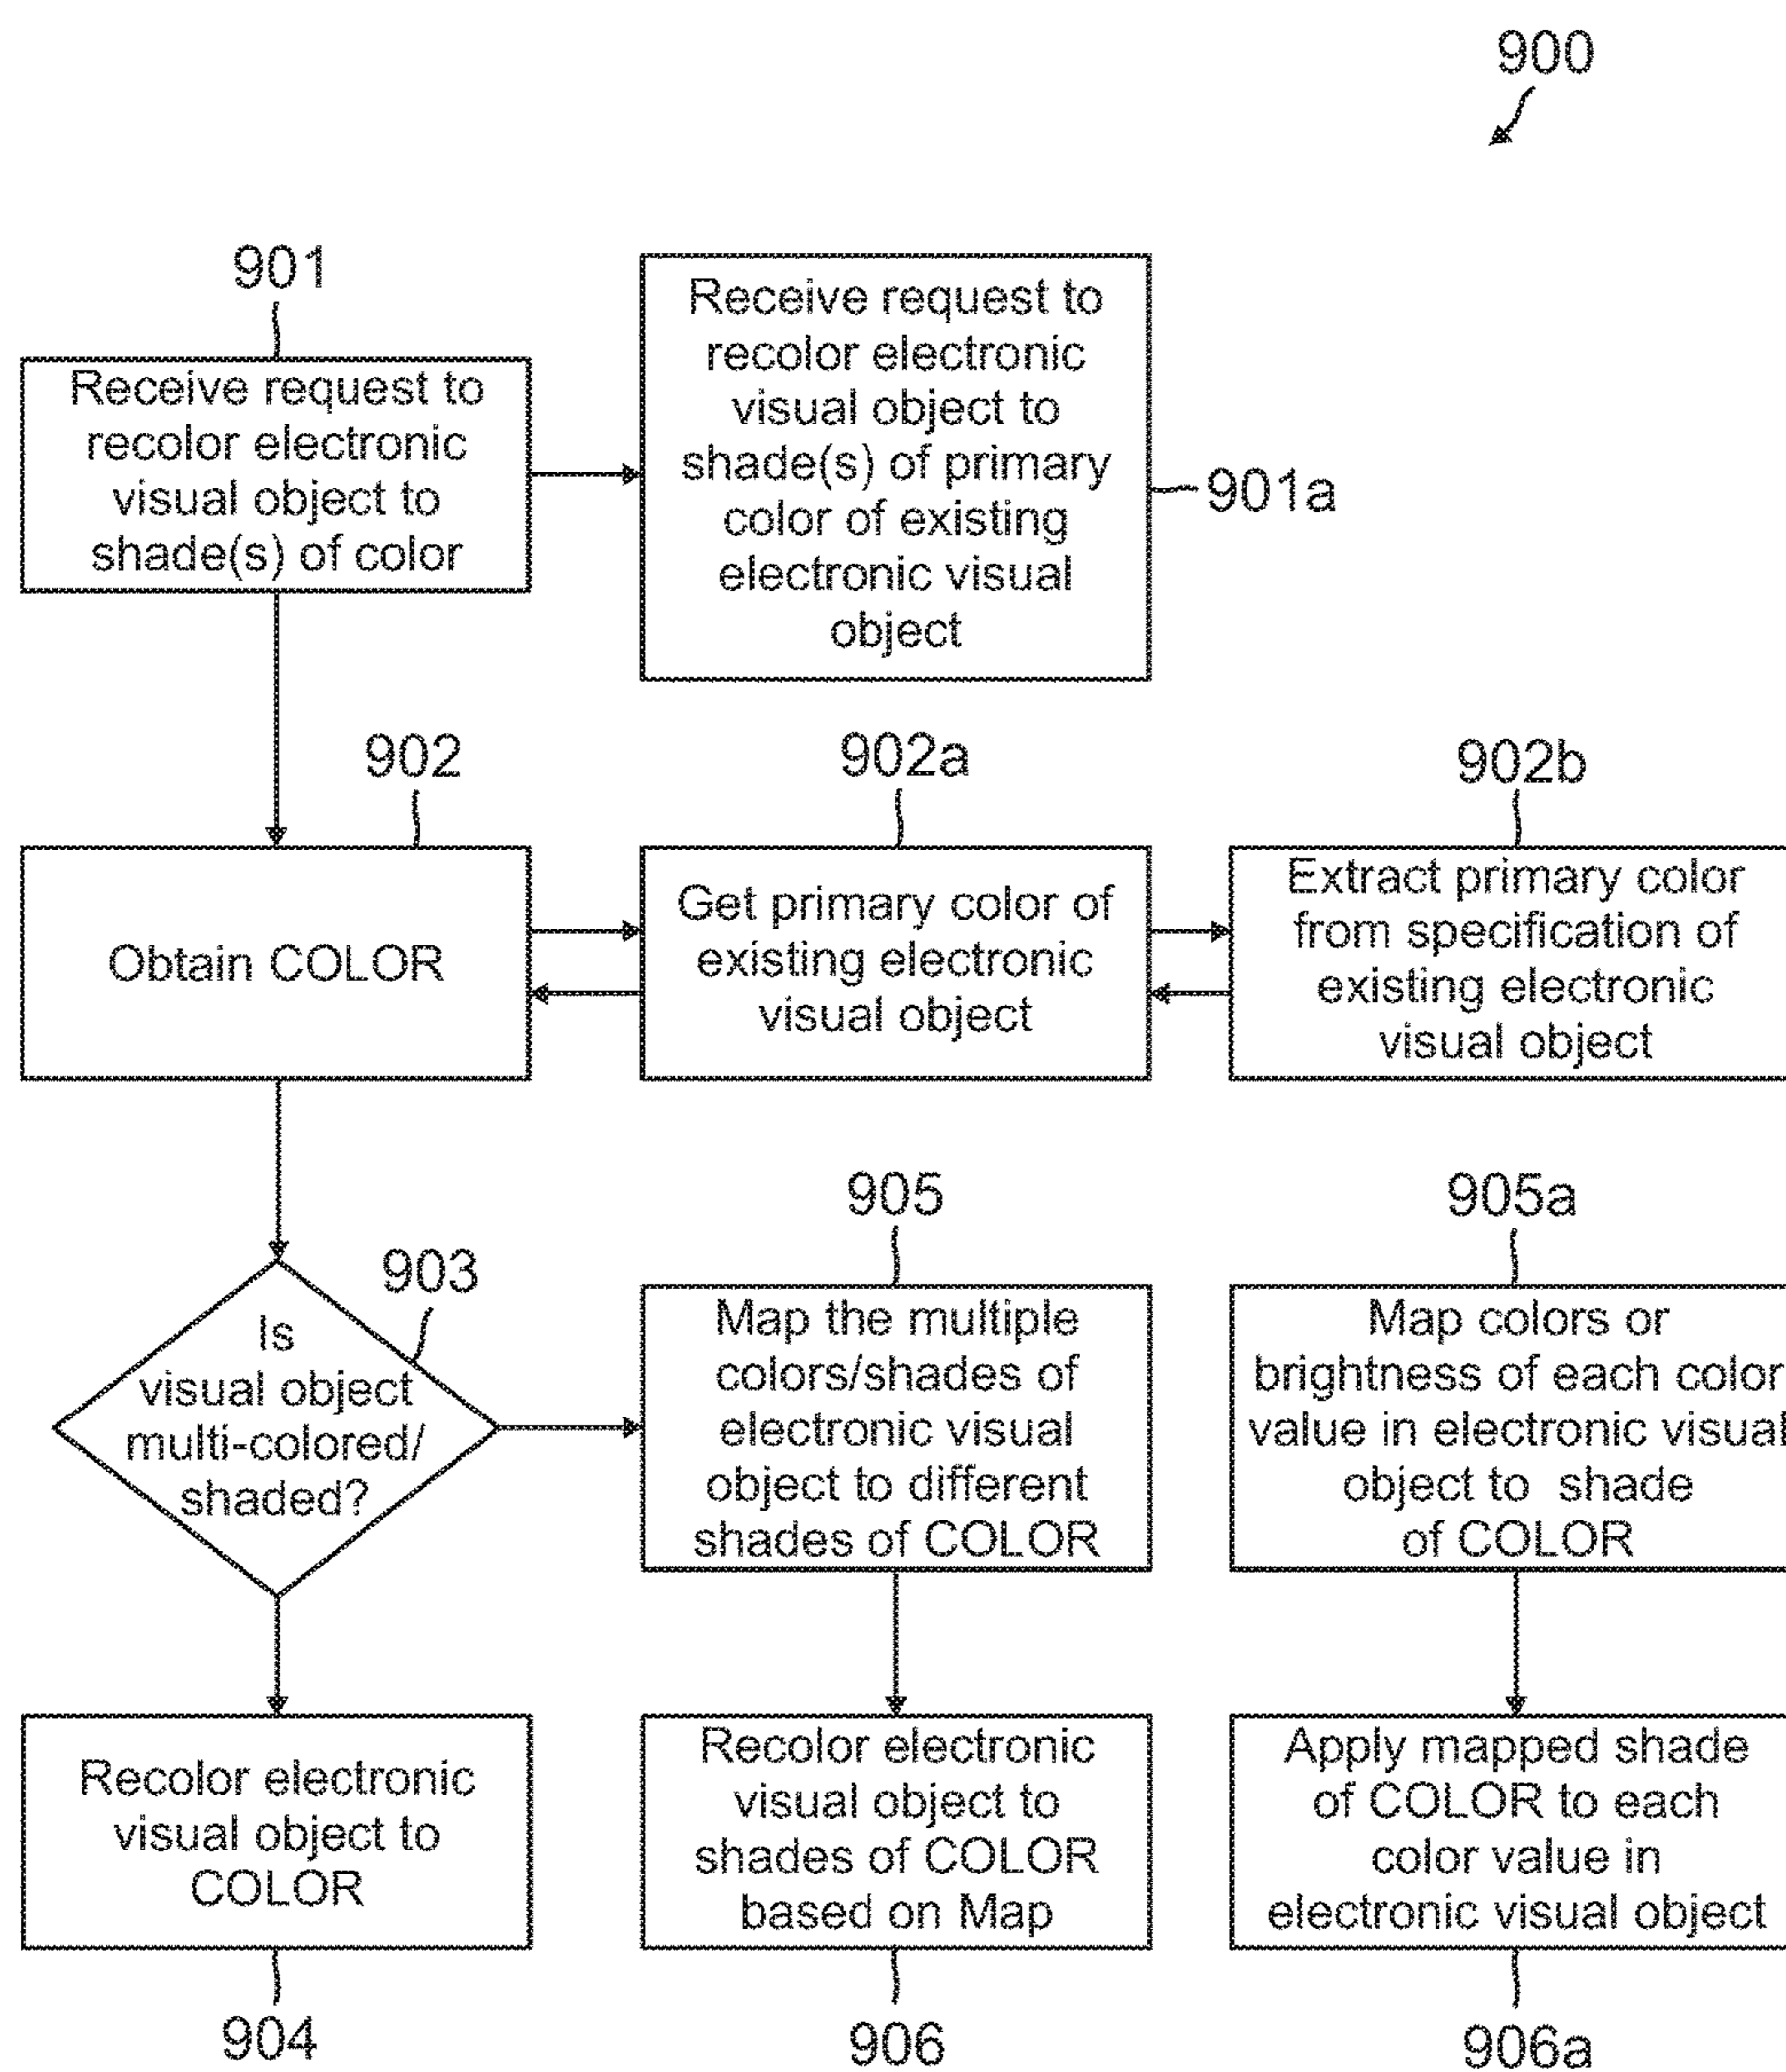 900
901
Receive request to
recolor electronic
visual object to
shade(s) of color
Receive request to
recolor electronic
visual object to
shade(s) of primary
color of existing
electronic visual
object
901a
902
Obtain COLOR
902a
Get primary color of
existing electronic
visual object
902b
Extract primary color
from specification of
existing electronic
visual object
903
Is
visual object
multi-colored/
shaded?
905
Map the multiple
colors/shades of
electronic visual
object to different
shades of COLOR
905a
Map colors or
brightness of each color
value in electronic visual
object to shade
of COLOR
Recolor electronic
visual object to
COLOR
904
Recolor electronic
visual object to
shades of COLOR
based on Map
906
Apply mapped shade
of COLOR to each
color value in
electronic visual object
906a